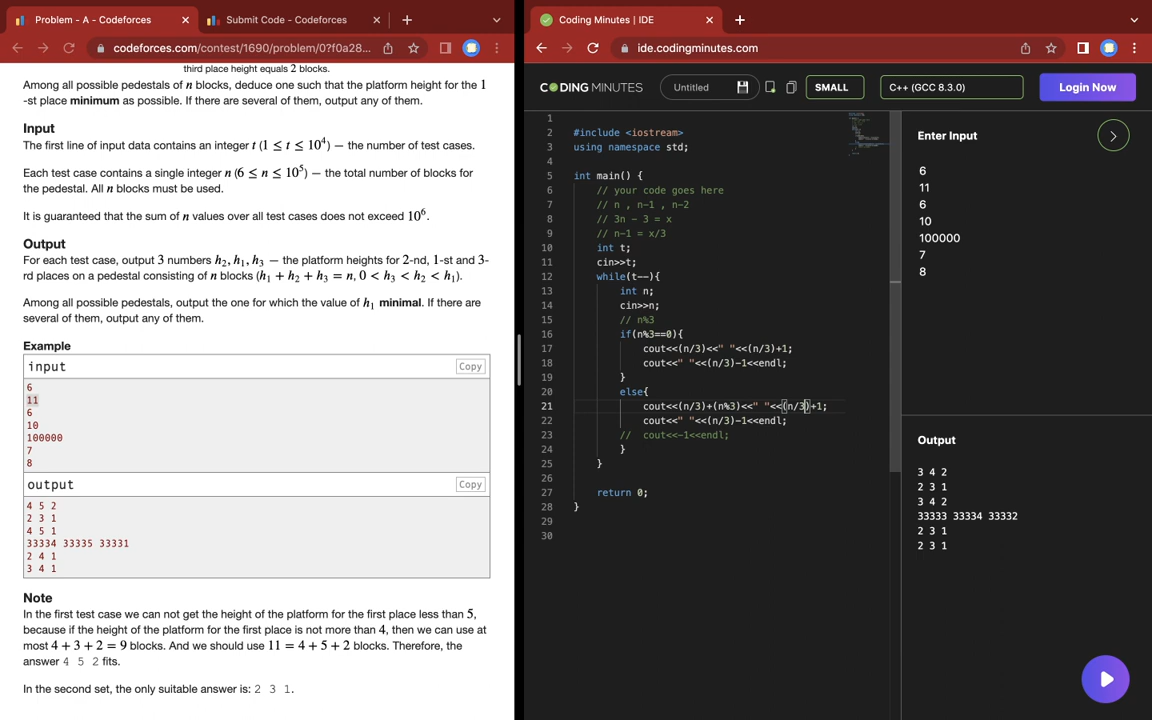 Problem - A - Codeforces
Submit Code - Codeforces
codeforces.com/contest/1690/problem/0?f0a28...
third place height equals 2 blocks.
Among all possible pedestals of n blocks, deduce one such that the platform height for the 1
-st place minimum as possible. If there are several of them, output any of them.
Input
The first line of input data contains an integer t (1 ≤ t ≤ 10⁴) — the number of test cases.
Each test case contains a single integer n (6 ≤ n ≤ 10⁵) — the total number of blocks for
the pedestal. All n blocks must be used.
It is guaranteed that the sum of n values over all test cases does not exceed 10⁶.
Output
For each test case, output 3 numbers h₂, h₁, h₃ — the platform heights for 2-nd, 1-st and 3-
rd places on a pedestal consisting of n blocks (h₁ + h₂ + h₃ = n, 0 < h₃ < h₂ < h₁).
Among all possible pedestals, output the one for which the value of h₁ minimal. If there are
several of them, output any of them.
Example
input
Copy
6
11
6
10
100000
7
8
output
Copy
4 5 2
2 3 1
4 5 1
33334 33335 33331
2 4 1
3 4 1
Note
In the first test case we can not get the height of the platform for the first place less than 5,
because if the height of the platform for the first place is not more than 4, then we can use at
most 4 + 3 + 2 = 9 blocks. And we should use 11 = 4 + 5 + 2 blocks. Therefore, the
answer 4 5 2 fits.
In the second set, the only suitable answer is: 2 3 1.
Coding Minutes | IDE
ide.codingminutes.com
CODING MINUTES
Untitled
SMALL
C++ (GCC 8.3.0)
Login Now
1
2 #include <iostream>
3 using namespace std;
4
5 int main() {
6 // your code goes here
7 // n , n-1 , n-2
8 // 3n - 3 = x
9 // n-1 = x/3
10 int t;
11 cin>>t;
12 while(t--){
13 int n;
14 cin>>n;
15 // n%3
16 if(n%3==0){
17 cout<<(n/3)<<" "<<(n/3)+1;
18 cout<<" "<<(n/3)-1<<endl;
19 }
20 else{
21 cout<<(n/3)+(n%3)<<" "<<(n/3)+1;
22 cout<<" "<<(n/3)-1<<endl;
23 // cout<<-1<<endl;
24 }
25 }
26
27 return 0;
28 }
29
30
Enter Input
6
11
6
10
100000
7
8
Output
3 4 2
2 3 1
3 4 2
33333 33334 33332
2 3 1
2 3 1